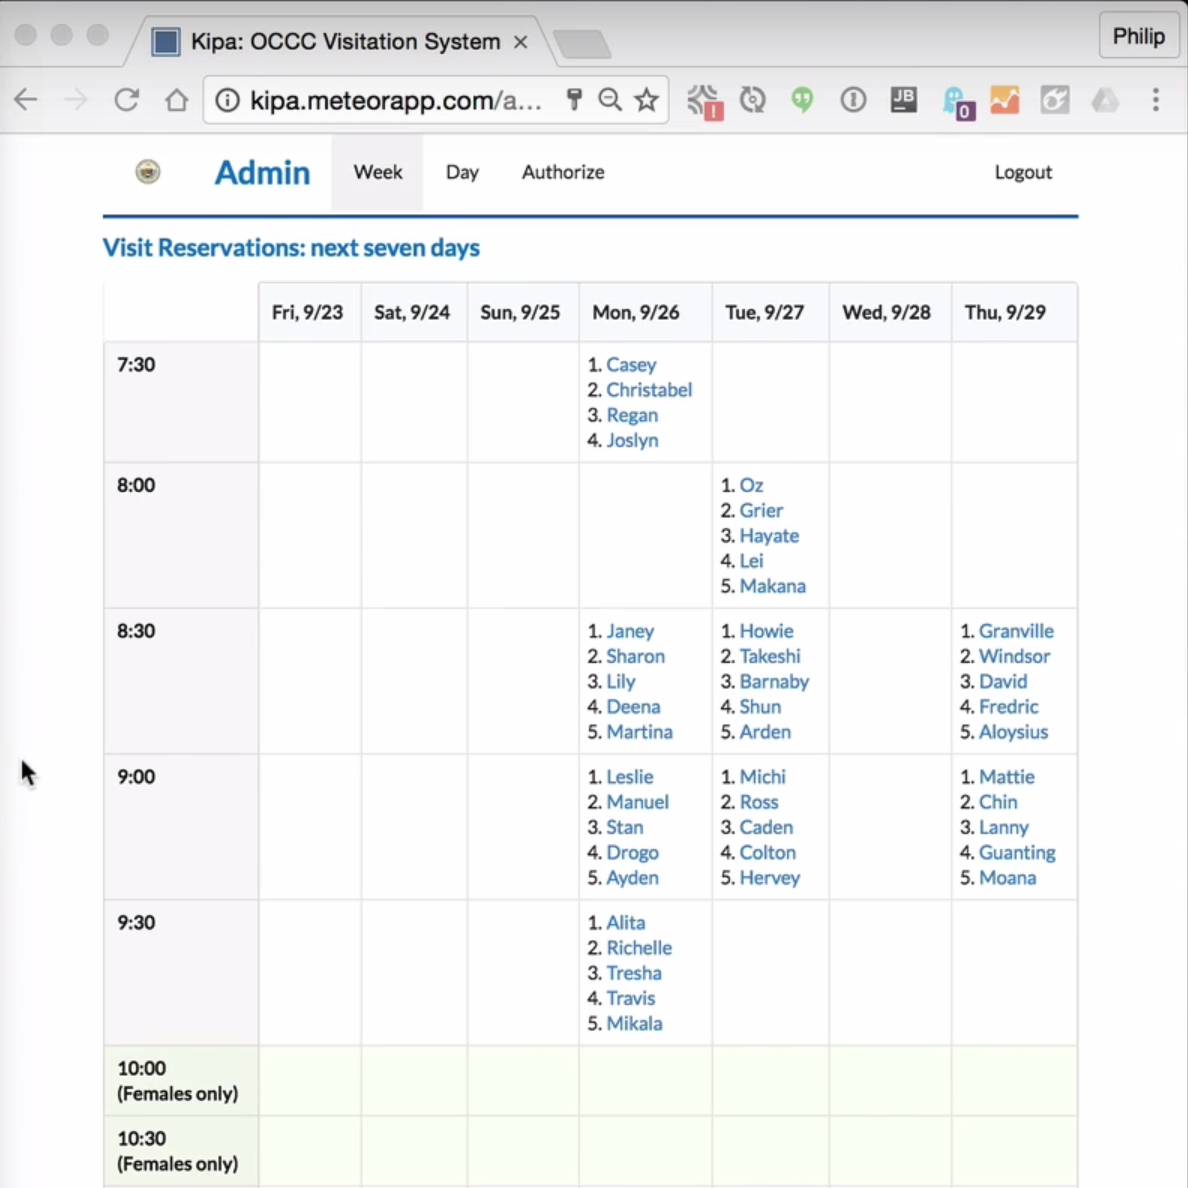 Kipa: OCCC Visitation System
Philip
kipa.meteorapp.com/a...
JB
0
Admin
Week
Day
Authorize
Logout
Visit Reservations: next seven days
Fri, 9/23 Sat, 9/24 Sun, 9/25 Mon, 9/26 Tue, 9/27 Wed, 9/28 Thu, 9/29
7:30
1. Casey
2. Christabel
3. Regan
4. Joslyn
8:00
1. Oz
2. Grier
3. Hayate
4. Lei
5. Makana
8:30
1. Janey
2. Sharon
3. Lily
4. Deena
5. Martina
1. Howie
2. Takeshi
3. Barnaby
4. Shun
5. Arden
1. Granville
2. Windsor
3. David
4. Fredric
5. Aloysius
9:00
1. Leslie
2. Manuel
3. Stan
4. Drogo
5. Ayden
1. Michi
2. Ross
3. Caden
4. Colton
5. Hervey
1. Mattie
2. Chin
3. Lanny
4. Guanting
5. Moana
9:30
1. Alita
2. Richelle
3. Tresha
4. Travis
5. Mikala
10:00
(Females only)
10:30
(Females only)